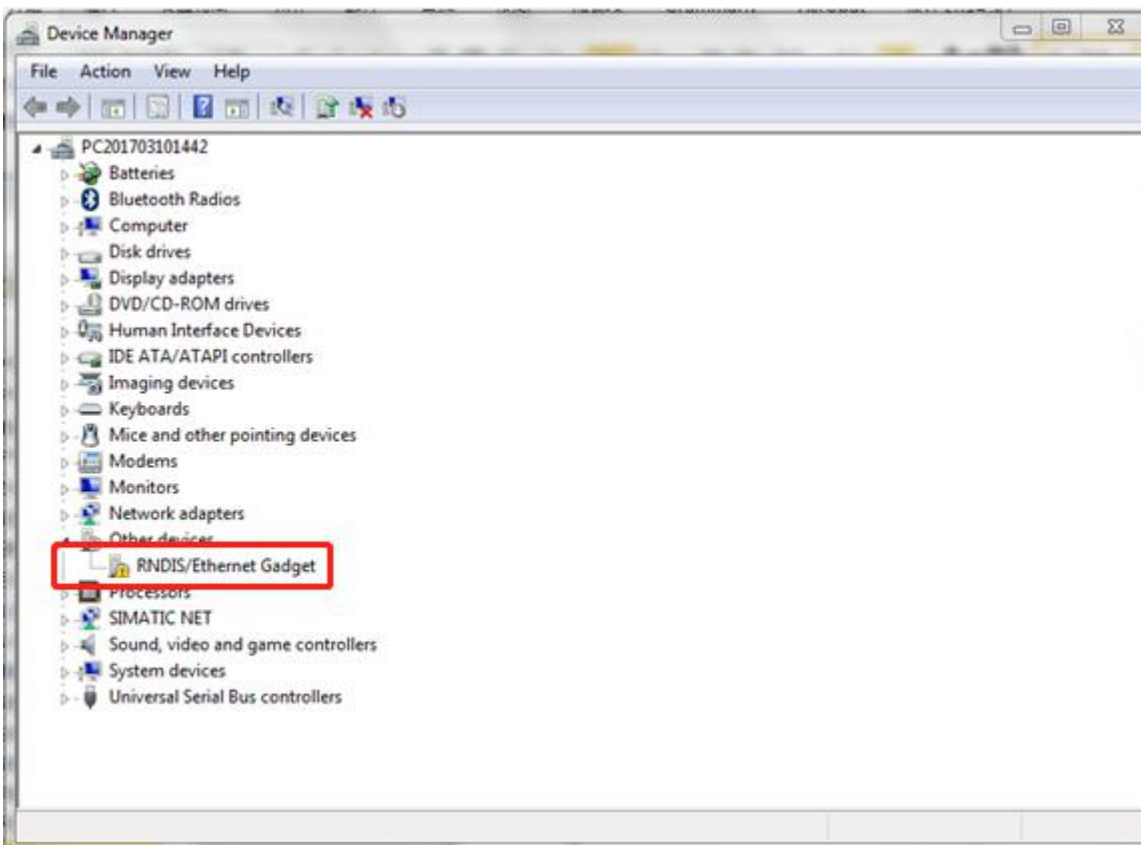 Device Manager
File Action View Help
PC201703101442
Batteries
Bluetooth Radios
Computer
Disk drives
Display adapters
DVD/CD-ROM drives
Human Interface Devices
IDE ATA/ATAPI controllers
Imaging devices
Keyboards
Mice and other pointing devices
Modems
Monitors
Network adapters
Other devices
RNDIS/Ethernet Gadget
Processors
SIMATIC NET
Sound, video and game controllers
System devices
Universal Serial Bus controllers